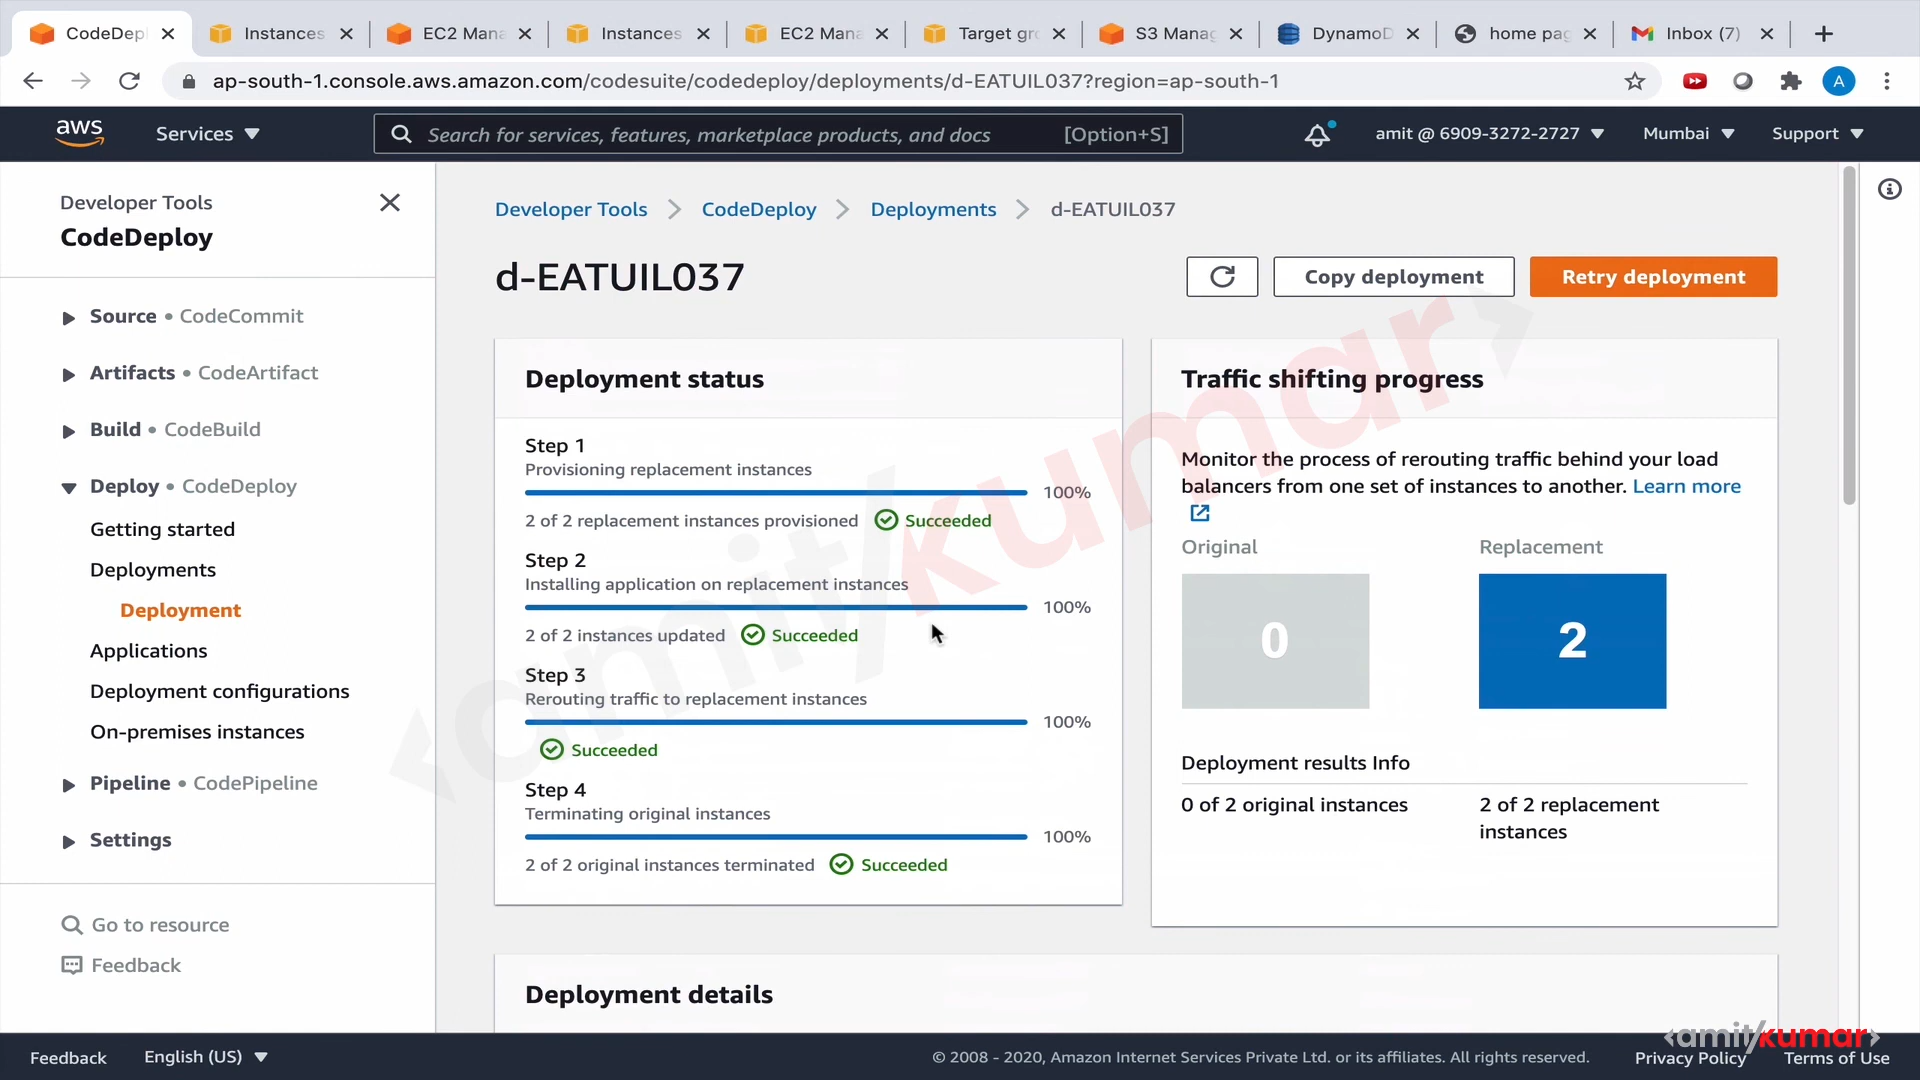 CodeDepl
Instances
EC2 Mana
Instances
EC2 Mana
Target gr
S3 Manag
DynamoD
home pag
Inbox (7)
ap-south-1.console.aws.amazon.com/codesuite/codedeploy/deployments/d-EATUIL037?region=ap-south-1
A
aws
Services
Search for services, features, marketplace products, and docs [Option+S]
amit @ 6909-3272-2727
Mumbai
Support
Developer Tools
CodeDeploy
Source • CodeCommit
Artifacts • CodeArtifact
Build • CodeBuild
Deploy • CodeDeploy
Getting started
Deployments
Deployment
Applications
Deployment configurations
On-premises instances
Pipeline • CodePipeline
Settings
Go to resource
Feedback
Developer Tools > CodeDeploy > Deployments > d-EATUIL037
d-EATUIL037
Copy deployment
Retry deployment
Deployment status
Step 1
Provisioning replacement instances
100%
2 of 2 replacement instances provisioned Succeeded
Step 2
Installing application on replacement instances
100%
2 of 2 instances updated Succeeded
Step 3
Rerouting traffic to replacement instances
100%
Succeeded
Step 4
Terminating original instances
100%
2 of 2 original instances terminated Succeeded
Traffic shifting progress
Monitor the process of rerouting traffic behind your load
balancers from one set of instances to another. Learn more
Original
Replacement
0
2
Deployment results Info
0 of 2 original instances
2 of 2 replacement
instances
Deployment details
<amit/kumar>
<amit/kumar>
Feedback
English (US)
© 2008 - 2020, Amazon Internet Services Private Ltd. or its affiliates. All rights reserved.
Privacy Policy
Terms of Use